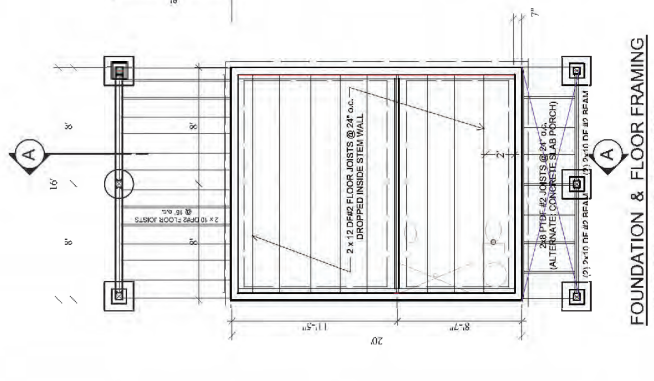 7"
A
8'
16'
8'
8'
8'
2 x 10 DF#2 FLOOR JOISTS
@ 16" o.c.
2 x 12 DF#2 FLOOR JOISTS @ 24" o.c.
DROPPED INSIDE STEM WALL
2'
2x8 PTDF #2 JOISTS @ 24" o.c.
(ALTERNATE: CONCRETE SLAB PORCH)
(2) 2x10 DF #2 BEAM
(2) 2x10 DF #2 BEAM
A
11'-5"
8'-7"
20'
FOUNDATION & FLOOR FRAMING